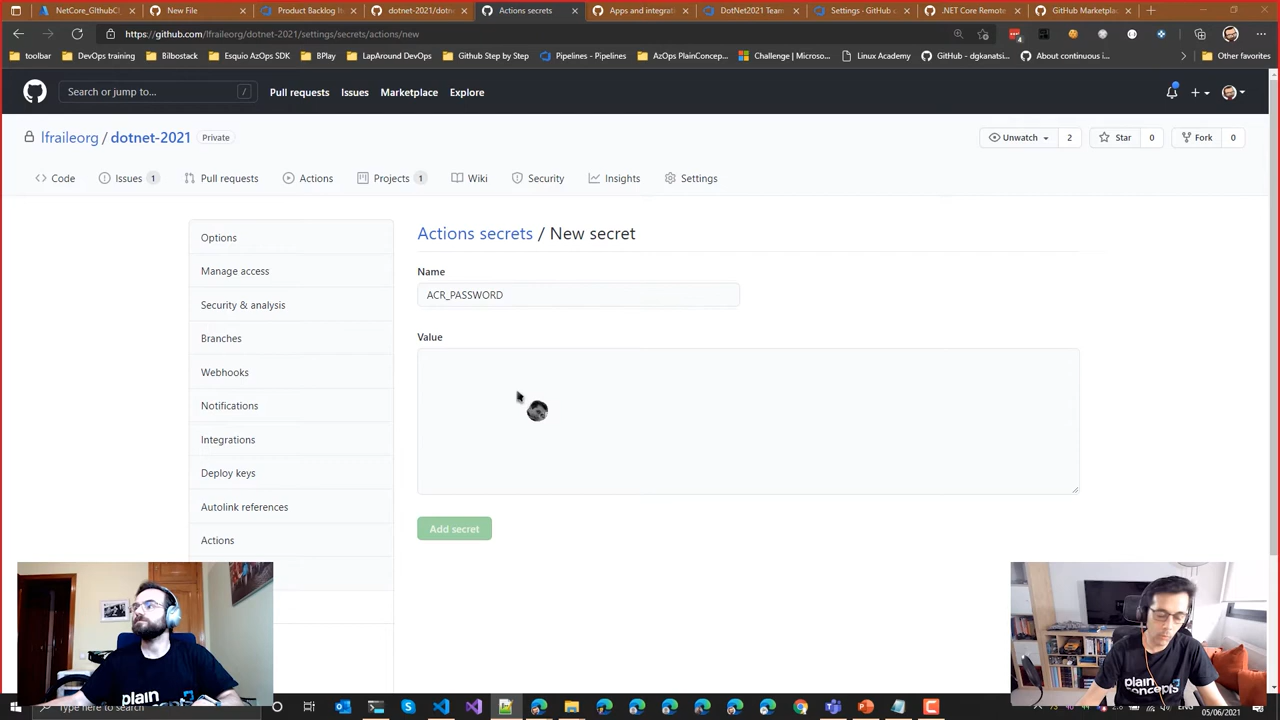 NetCore_GthubCI_
New File
Product Backlog It
dotnet-2021/dotnet
Actions secrets
Apps and integrat
DotNet2021 Team
Settings · GitHub c
.NET Core Remote
GitHub Marketplac
https://github.com/lfraileorg/dotnet-2021/settings/secrets/actions/new
toolbar
DevOps training
Bilbostack
Esquio AzOps SDK
BPlay
LapAround DevOps
Github Step by Step
Pipelines - Pipelines
AzOps PlainConcep...
Challenge | Microso...
Linux Academy
GitHub - dgkanatsi...
About continuous i...
Other favorites
Search or jump to...
/
Pull requests
Issues
Marketplace
Explore
lfraileorg / dotnet-2021
Private
Unwatch
2
Star
0
Fork
0
Code
Issues
1
Pull requests
Actions
Projects
1
Wiki
Security
Insights
Settings
Options
Manage access
Security & analysis
Branches
Webhooks
Notifications
Integrations
Deploy keys
Autolink references
Actions
Actions secrets / New secret
Name
ACR_PASSWORD
Value
Add secret
plain
plain
concepts
Type here to search
ENG
05/06/2021